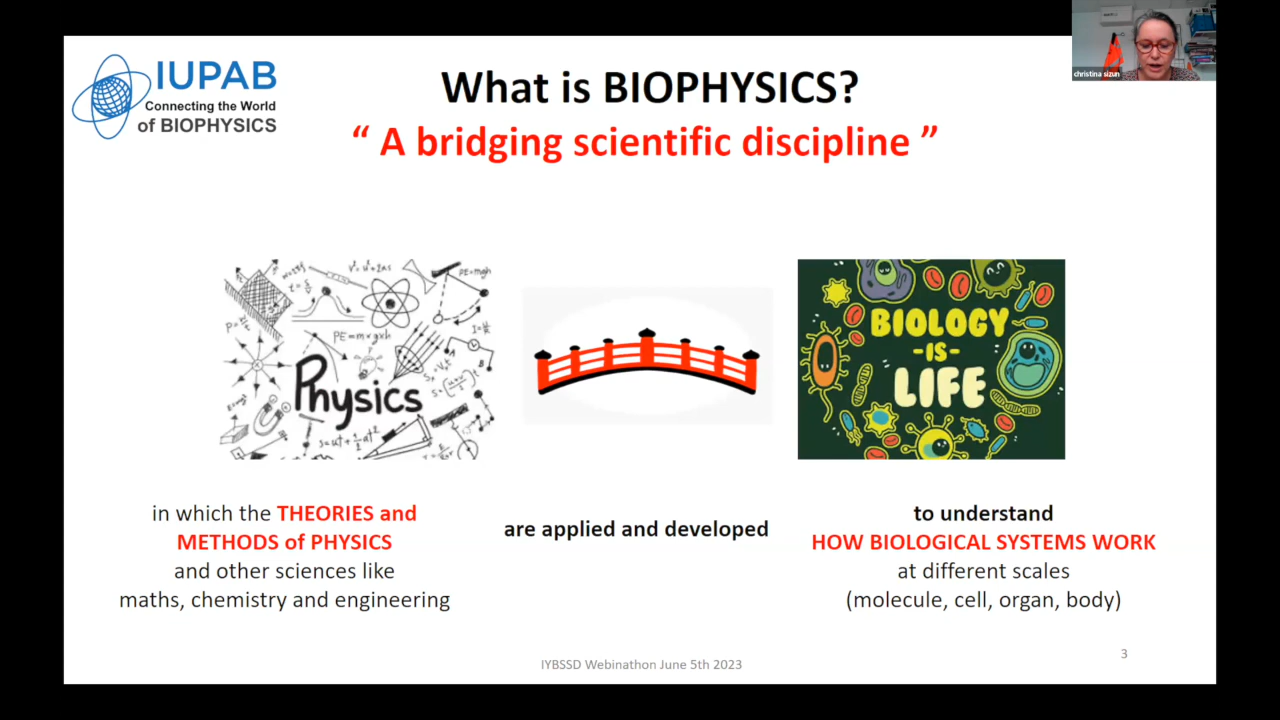 christina sizun
IUPAB
Connecting the World
of BIOPHYSICS
What is BIOPHYSICS?
“ A bridging scientific discipline ”
PE=mgh
PE=m×g×h
Physics
BIOLOGY
-IS-
LIFE
in which the THEORIES and
METHODS of PHYSICS
and other sciences like
maths, chemistry and engineering
are applied and developed
to understand
HOW BIOLOGICAL SYSTEMS WORK
at different scales
(molecule, cell, organ, body)
IYBSSD Webinathon June 5th 2023
3